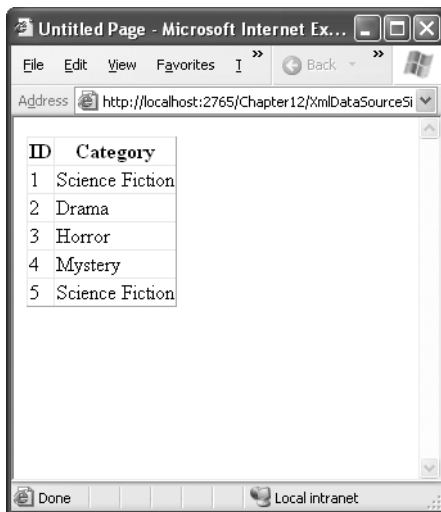 Untitled Page - Microsoft Internet Ex...
File Edit View Favorites T » Back »
Address http://localhost:2765/Chapter12/XmlDataSourceSi
ID Category
1 Science Fiction
2 Drama
3 Horror
4 Mystery
5 Science Fiction
Done Local intranet